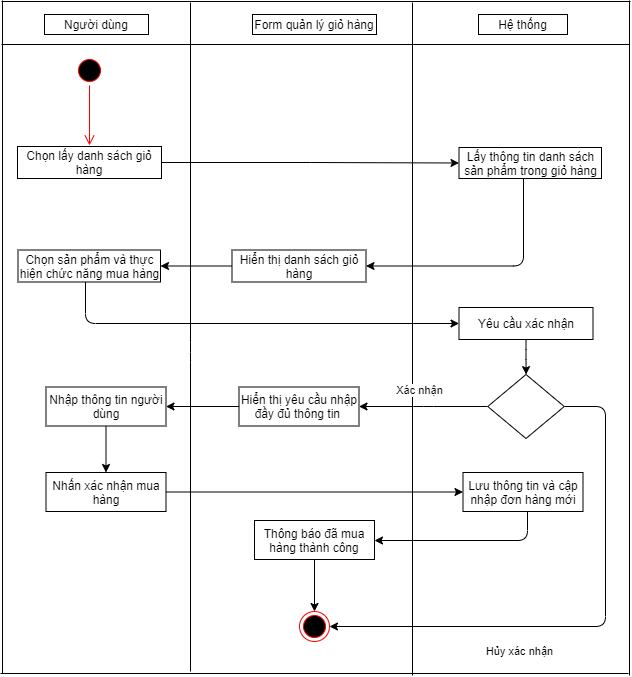 Người dùng
Form quản lý giỏ hàng
Hệ thống
Chọn lấy danh sách giỏ
hàng
Lấy thông tin danh sách
sản phẩm trong giỏ hàng
Chọn sản phẩm và thực
hiện chức năng mua hàng
Hiển thị danh sách giỏ
hàng
Yêu cầu xác nhận
Xác nhận
Nhập thông tin người
dùng
Hiển thị yêu cầu nhập
đầy đủ thông tin
Nhấn xác nhận mua
hàng
Lưu thông tin và cập
nhập đơn hàng mới
Thông báo đã mua
hàng thành công
Hủy xác nhận